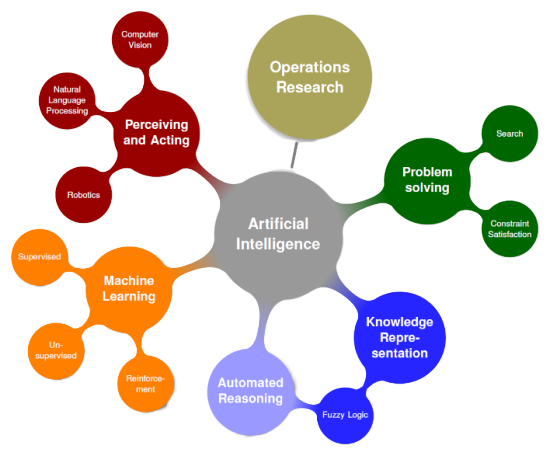 Computer
Vision
Operations
Research
Natural
Language
Processing
Perceiving
and Acting
Search
Problem
solving
Robotics
Constraint
Satisfaction
Artificial
Intelligence
Supervised
Machine
Learning
Un-
supervised
Reinforce-
ment
Knowledge
Repre-
sentation
Automated
Reasoning
Fuzzy Logic